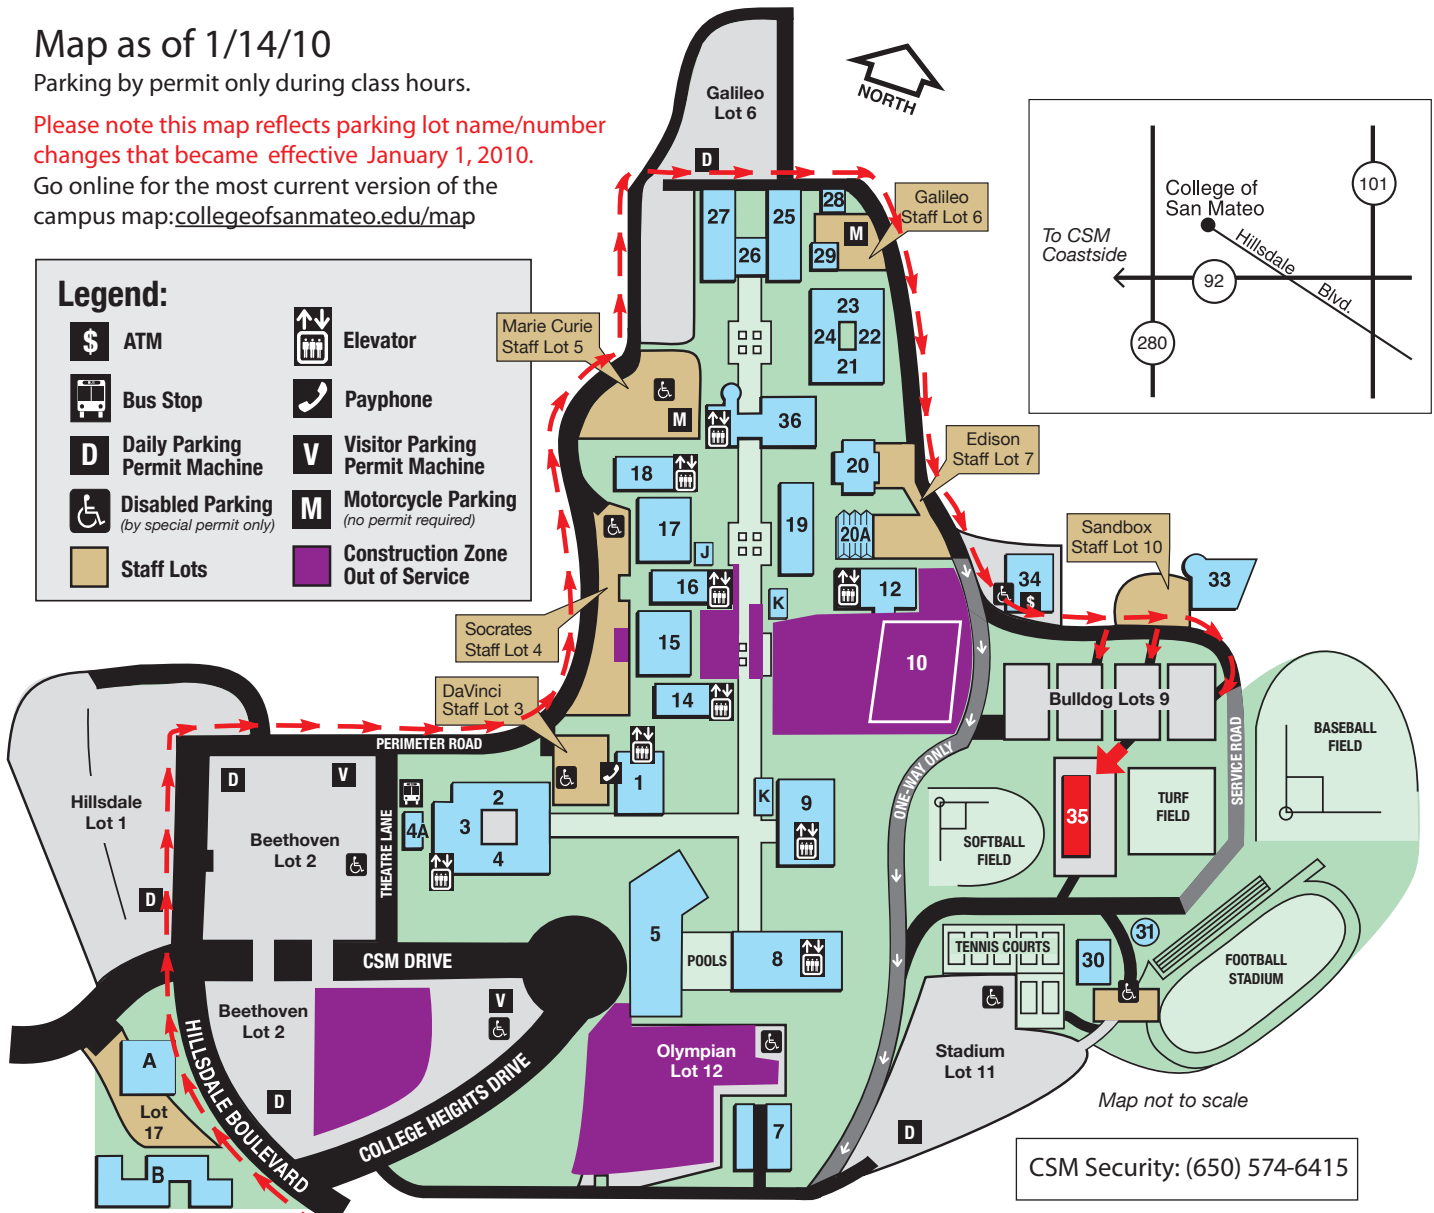 Map as of 1/14/10
Parking by permit only during class hours.
Please note this map reflects parking lot name/number
changes that became effective January 1, 2010.
Go online for the most current version of the
campus map:collegeofsanmateo.edu/map
Legend:
$ ATM
Elevator
Bus Stop
Payphone
D Daily Parking
Permit Machine
V Visitor Parking
Permit Machine
Disabled Parking
(by special permit only)
M Motorcycle Parking
(no permit required)
Staff Lots
Construction Zone
Out of Service
NORTH
College of
San Mateo
To CSM
Coastside
Hillsdale
Blvd.
101
92
280
Galileo
Lot 6
D
27
25
26
28
29
M
Galileo
Staff Lot 6
23
24
22
21
Marie Curie
Staff Lot 5
M
36
18
20
Edison
Staff Lot 7
17
J
19
20A
16
K
12
34
$
Sandbox
Staff Lot 10
33
Socrates
Staff Lot 4
15
10
14
Bulldog Lots 9
DaVinci
Staff Lot 3
PERIMETER ROAD
1
ONE-WAY ONLY
SERVICE ROAD
BASEBALL
FIELD
Hillsdale
Lot 1
D
V
Beethoven
Lot 2
D
THEATRE LANE
4A
2
3
4
K
9
SOFTBALL
FIELD
35
TURF
FIELD
5
POOLS
8
CSM DRIVE
TENNIS COURTS
30
31
FOOTBALL
STADIUM
Beethoven
Lot 2
V
D
HILLSDALE BOULEVARD
COLLEGE HEIGHTS DRIVE
A
Lot
17
B
Olympian
Lot 12
7
Stadium
Lot 11
D
Map not to scale
CSM Security: (650) 574-6415